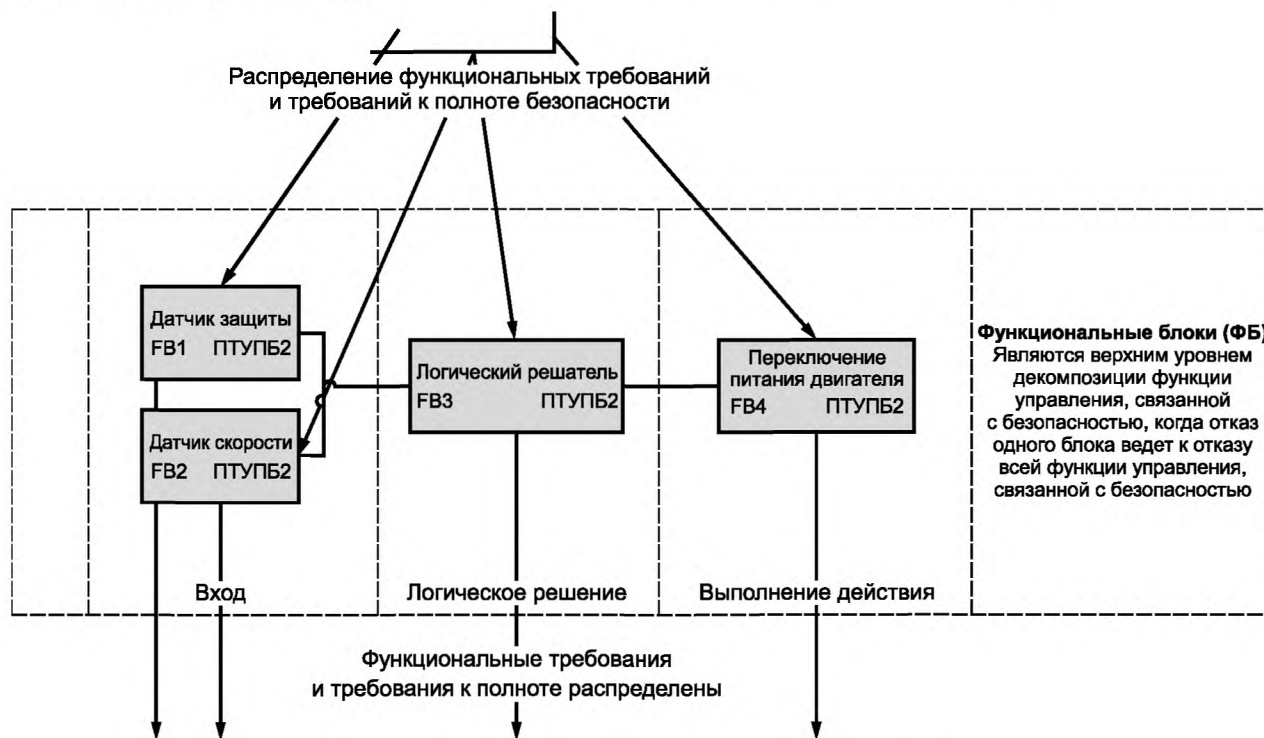 Распределение функциональных требований
и требований к полноте безопасности
Датчик защиты
FB1 ПТУПБ2
Датчик скорости
FB2 ПТУПБ2
Вход
Логический решатель
FB3 ПТУПБ2
Логическое решение
Переключение
питания двигателя
FB4 ПТУПБ2
Выполнение действия
Функциональные блоки (ФБ)
Являются верхним уровнем
декомпозиции функции
управления, связанной
с безопасностью, когда отказ
одного блока ведет к отказу
всей функции управления,
связанной с безопасностью
Функциональные требования
и требования к полноте распределены